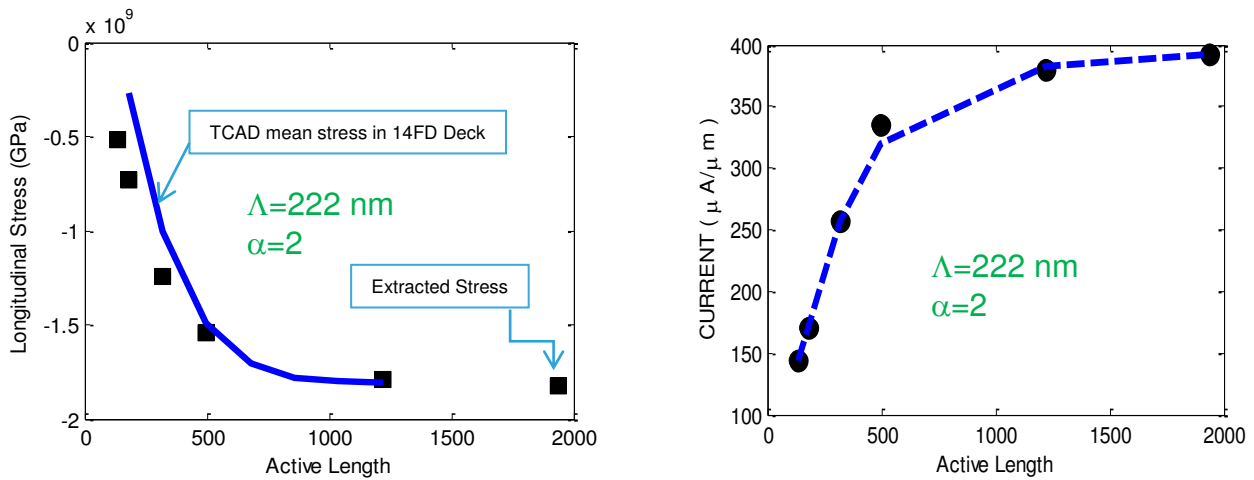 x 10^9
0
-0.5
-1
-1.5
-2
Longitudinal Stress (GPa)
TCAD mean stress in 14FD Deck
Λ=222 nm
α=2
Extracted Stress
0 500 1000 1500 2000
Active Length
400
350
300
250
200
150
100
CURRENT ( μ A/μ m )
Λ=222 nm
α=2
0 500 1000 1500 2000
Active Length